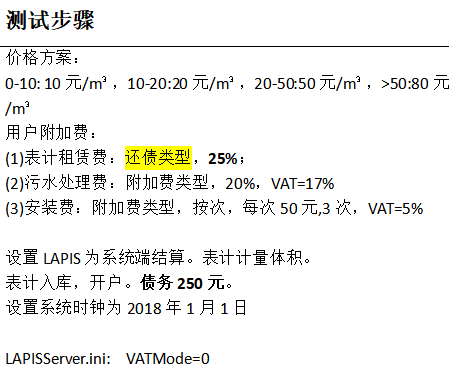 测试步骤
价格方案：
0-10: 10 元/m³ ，10-20:20 元/m³ ，20-50:50 元/m³ ，>50:80 元
/m³
用户附加费：
(1)表计租赁费：还债类型，25%；
(2)污水处理费：附加费类型，20%，VAT=17%
(3)安装费：附加费类型，按次，每次 50 元,3 次，VAT=5%
设置 LAPIS 为系统端结算。表计计量体积。
表计入库，开户。债务 250 元。
设置系统时钟为 2018 年 1 月 1 日
LAPISServer.ini: VATMode=0